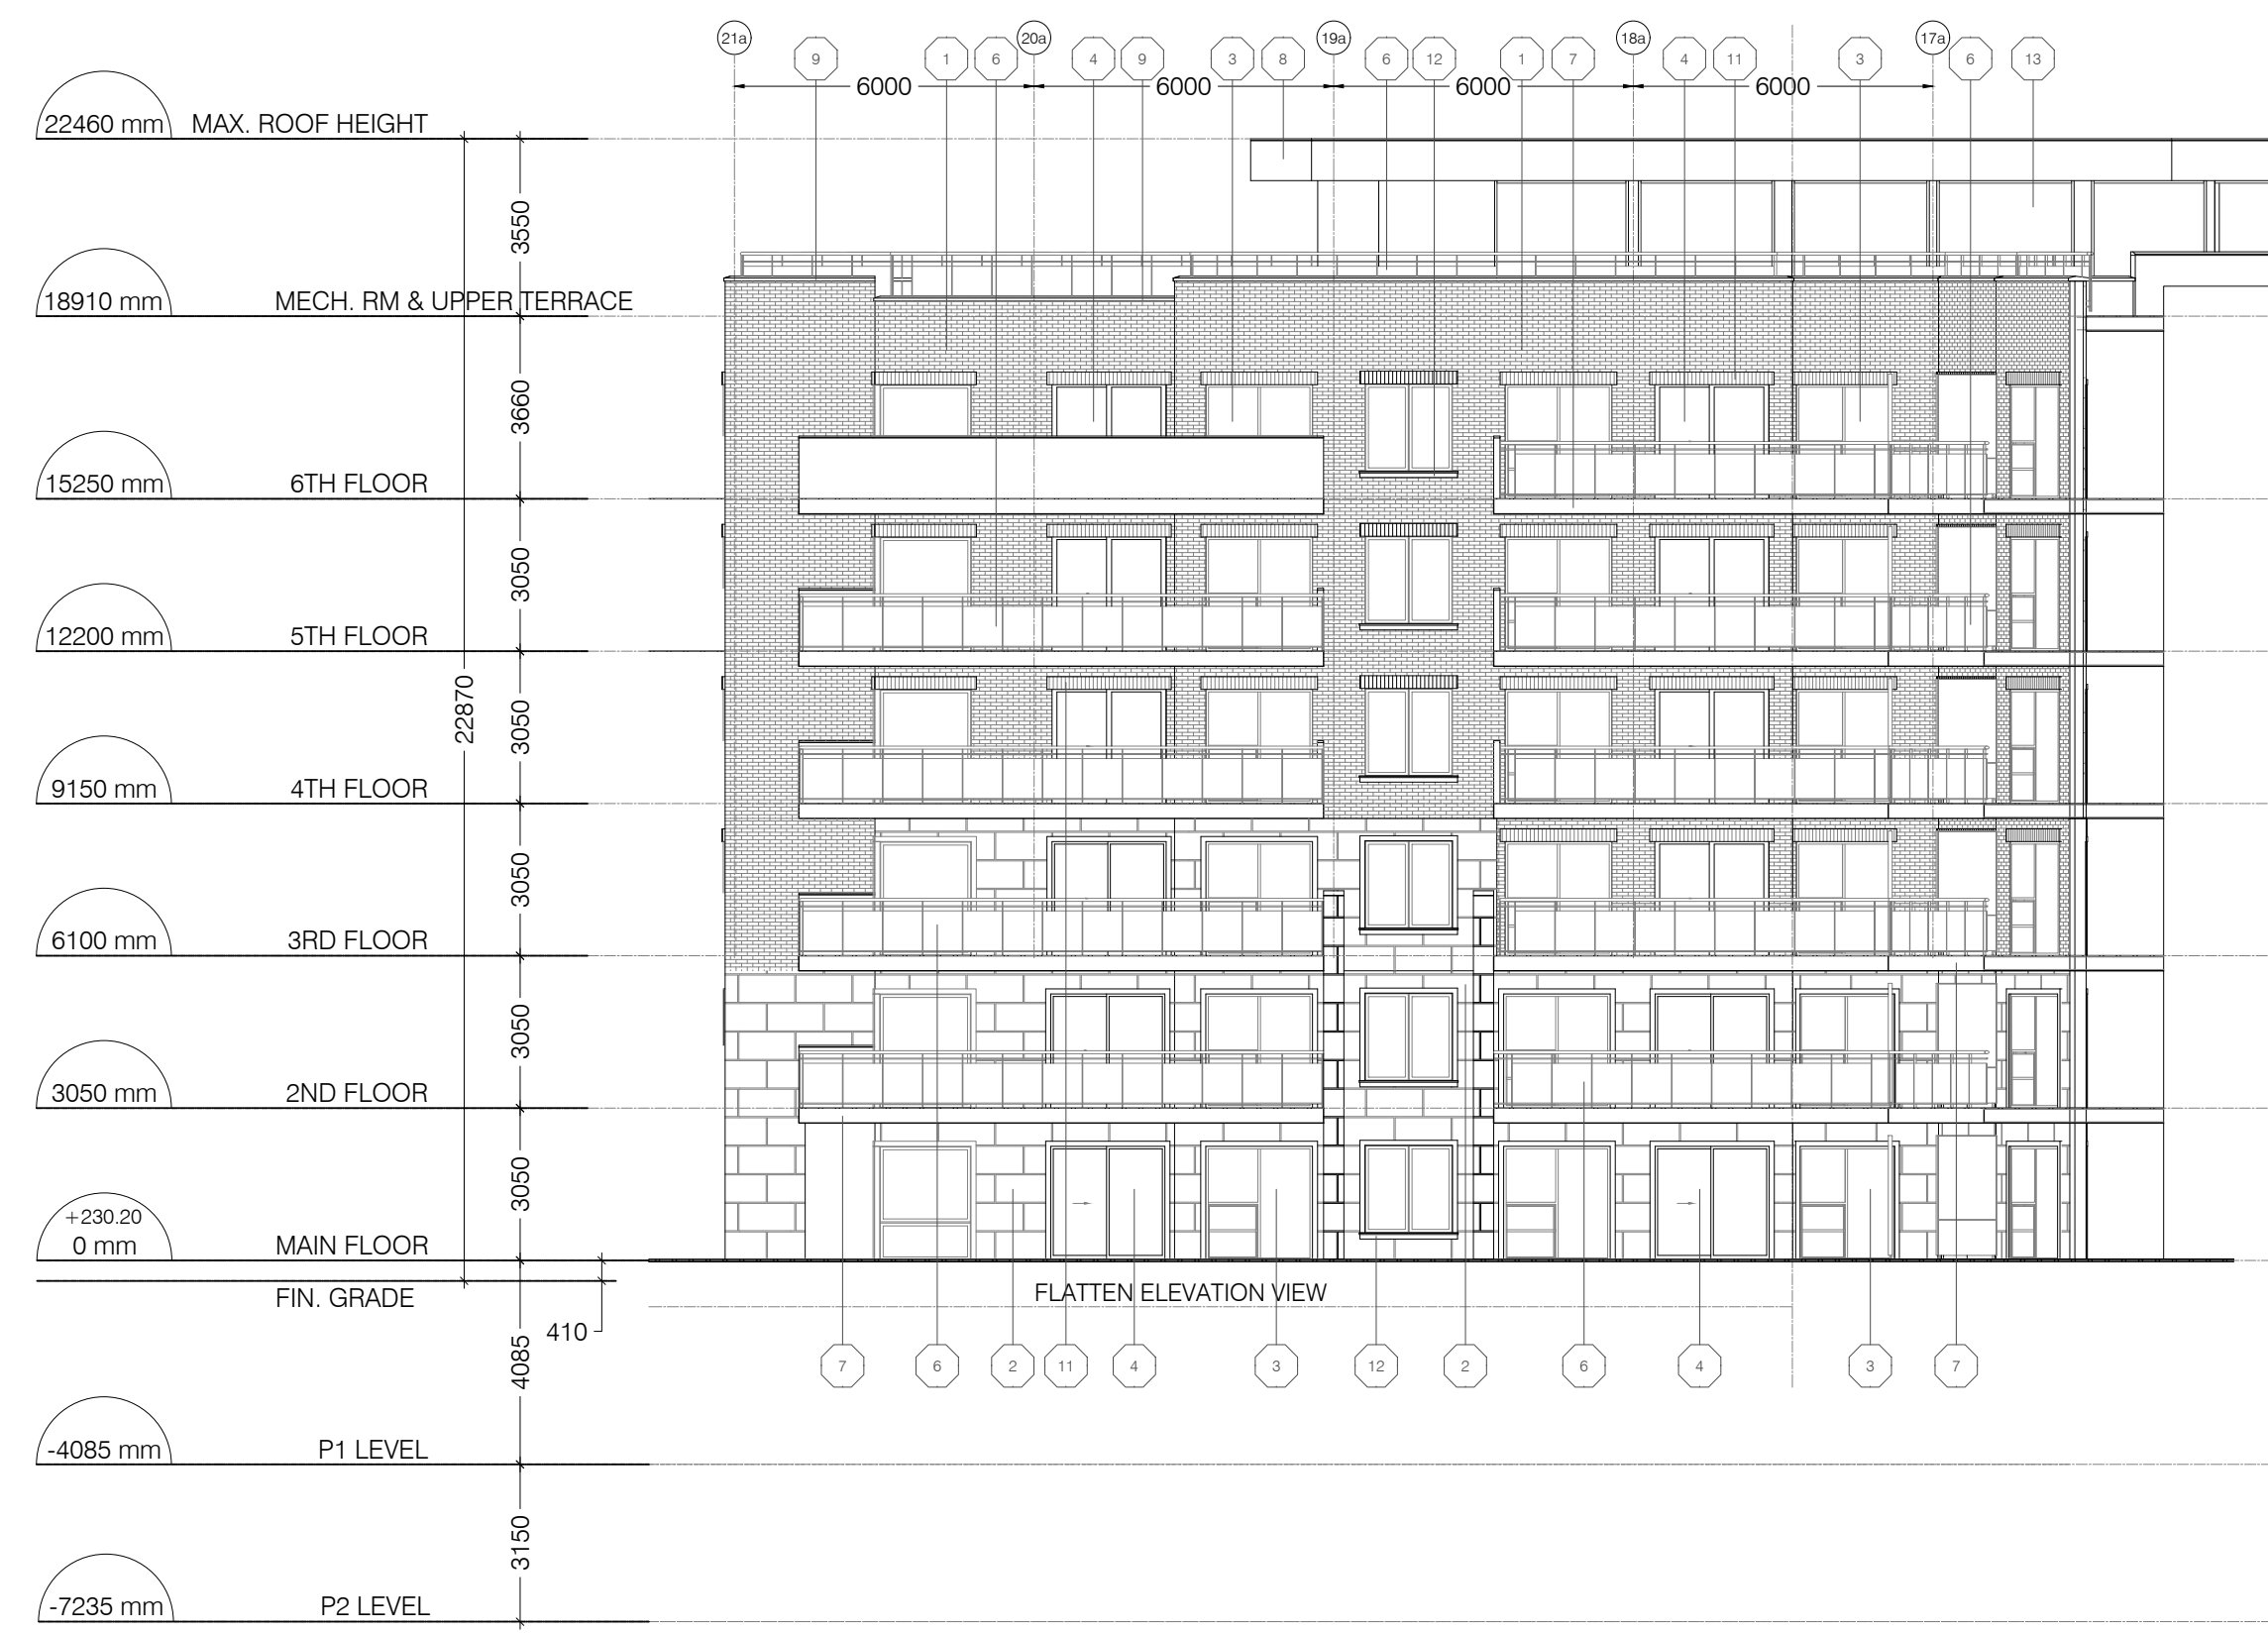 21a 20a 19a 18a 17a
9 1 6 4 9 3 8 6 12 1 7 4 11 3 6 13
6000 6000 6000 6000
22460 mm MAX. ROOF HEIGHT
3550
18910 mm MECH. RM & UPPER TERRACE
3660
15250 mm 6TH FLOOR
3050
12200 mm 5TH FLOOR
22870
3050
9150 mm 4TH FLOOR
3050
6100 mm 3RD FLOOR
3050
3050 mm 2ND FLOOR
3050
+230.20
0 mm MAIN FLOOR
FIN. GRADE
FLATTEN ELEVATION VIEW
410
4085
7 6 2 11 4 3 12 2 6 4 3 7
-4085 mm P1 LEVEL
3150
-7235 mm P2 LEVEL